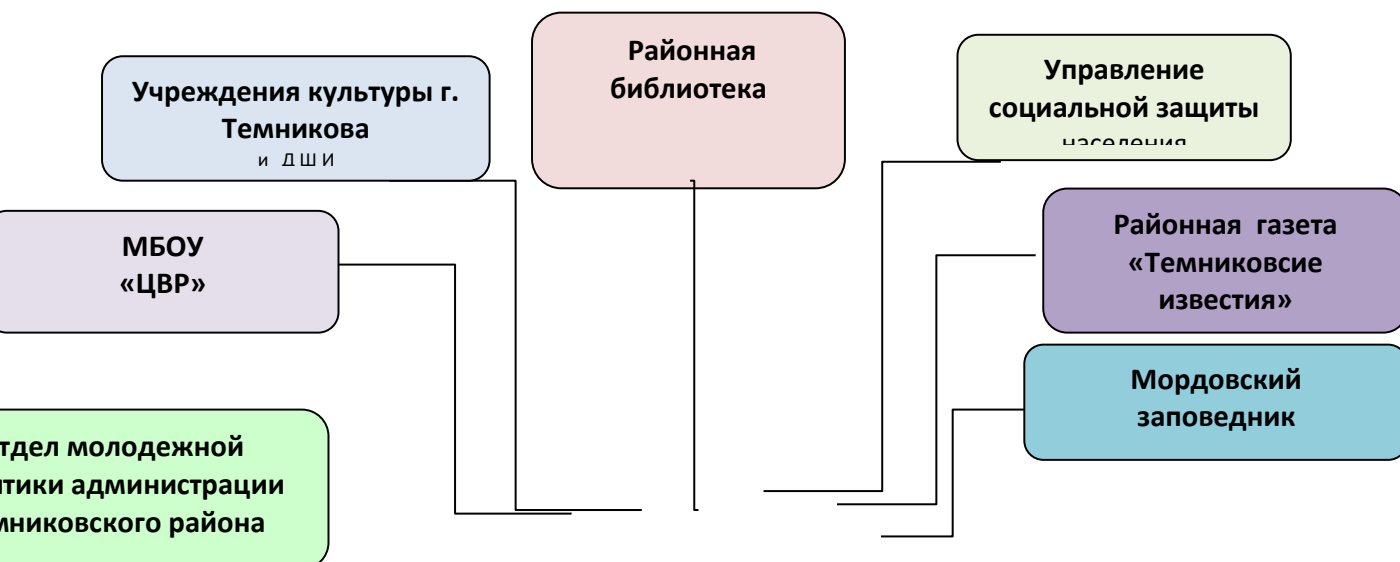 Районная
библиотека
Учреждения культуры г.
Темникова
и ДШИ
Управление
социальной защиты
населения
МБОУ
«ЦВР»
Районная газета
«Темниковсие
известия»
Мордовский
заповедник
тдел молодежной
тики администрации
мниковского района